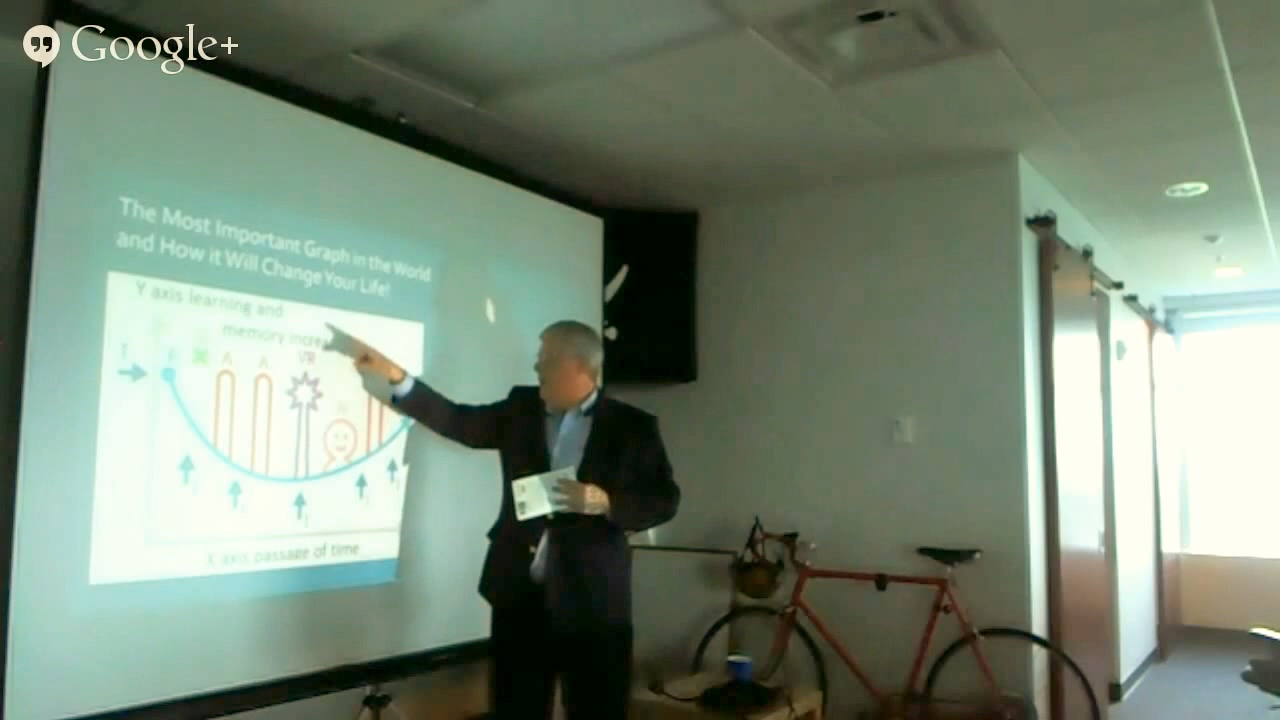 Google+
The Most Important Graph in the World
and How it Will Change Your Life!
Y axis learning and
memory
A A VR
X axis passage of time